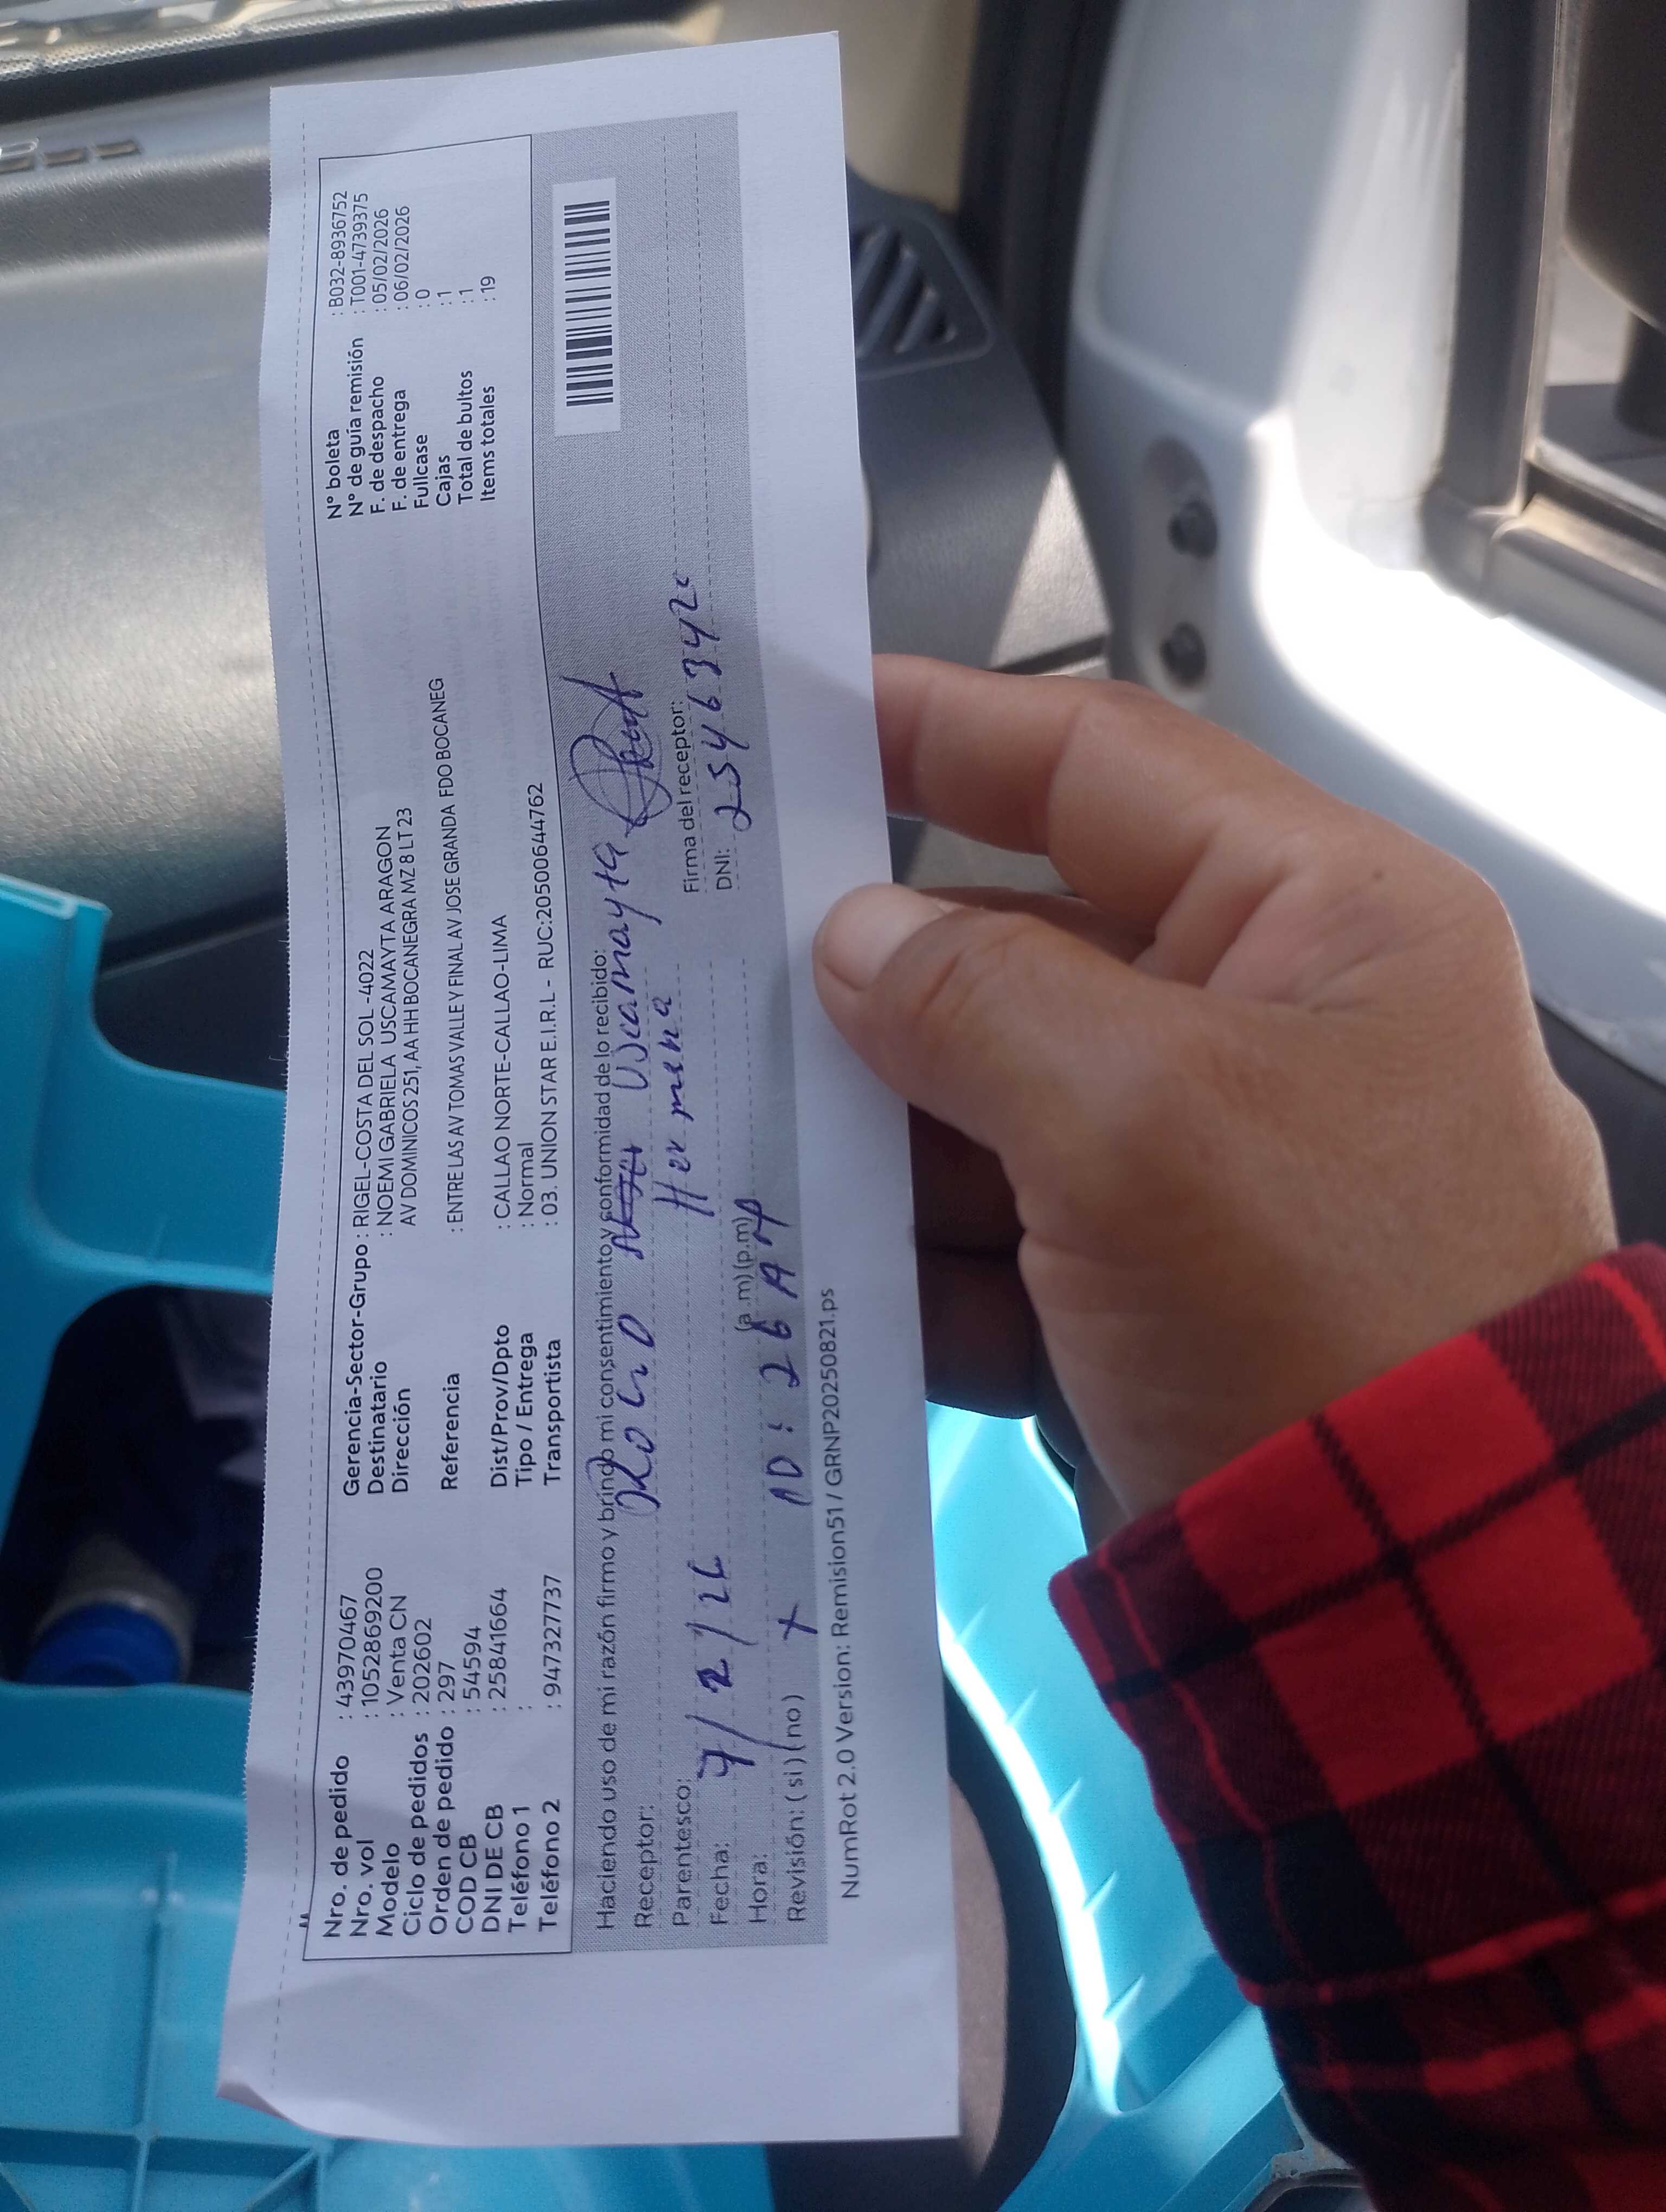 Nro. de pedido : 43970467
Nro. vol : 1052869200
Modelo : Venta CN
Ciclo de pedidos : 202602
Orden de pedido : 297
COD CB : 54594
DNI DE CB : 25841664
Teléfono 1 :
Teléfono 2 : 947327737
Gerencia-Sector-Grupo : RIGEL-COSTA DEL SOL -4022
Destinatario : NOEMI GABRIELA USCAMAYTA ARAGON
Dirección AV DOMINICOS 251, AA HH BOCANEGRA MZ 8 LT 23
Referencia : ENTRE LAS AV TOMAS VALLE Y FINAL AV JOSE GRANDA FDO BOCANEG
Dist/Prov/Dpto : CALLAO NORTE-CALLAO-LIMA
Tipo / Entrega : Normal
Transportista : 03. UNION STAR E.I.R.L - RUC:20500644762
N° boleta : B032-8936752
N° de guía remisión : T001-4739375
F. de despacho : 05/02/2026
F. de entrega : 06/02/2026
Fullcase : 0
Cajas : 1
Total de bultos : 1
Items totales : 19
Haciendo uso de mi razón firmo y brindo mi consentimiento y conformidad de lo recibido:
Receptor: Uscamayta
Parentesco: Hermana
Firma del receptor:
Fecha: 7/2/26
DNI:
Hora: 10:26 AM (a.m) (p.m)
Revisión: ( si ) (no) x
NumRot 2.0 Version: Remision51 / GRNP20250821.ps